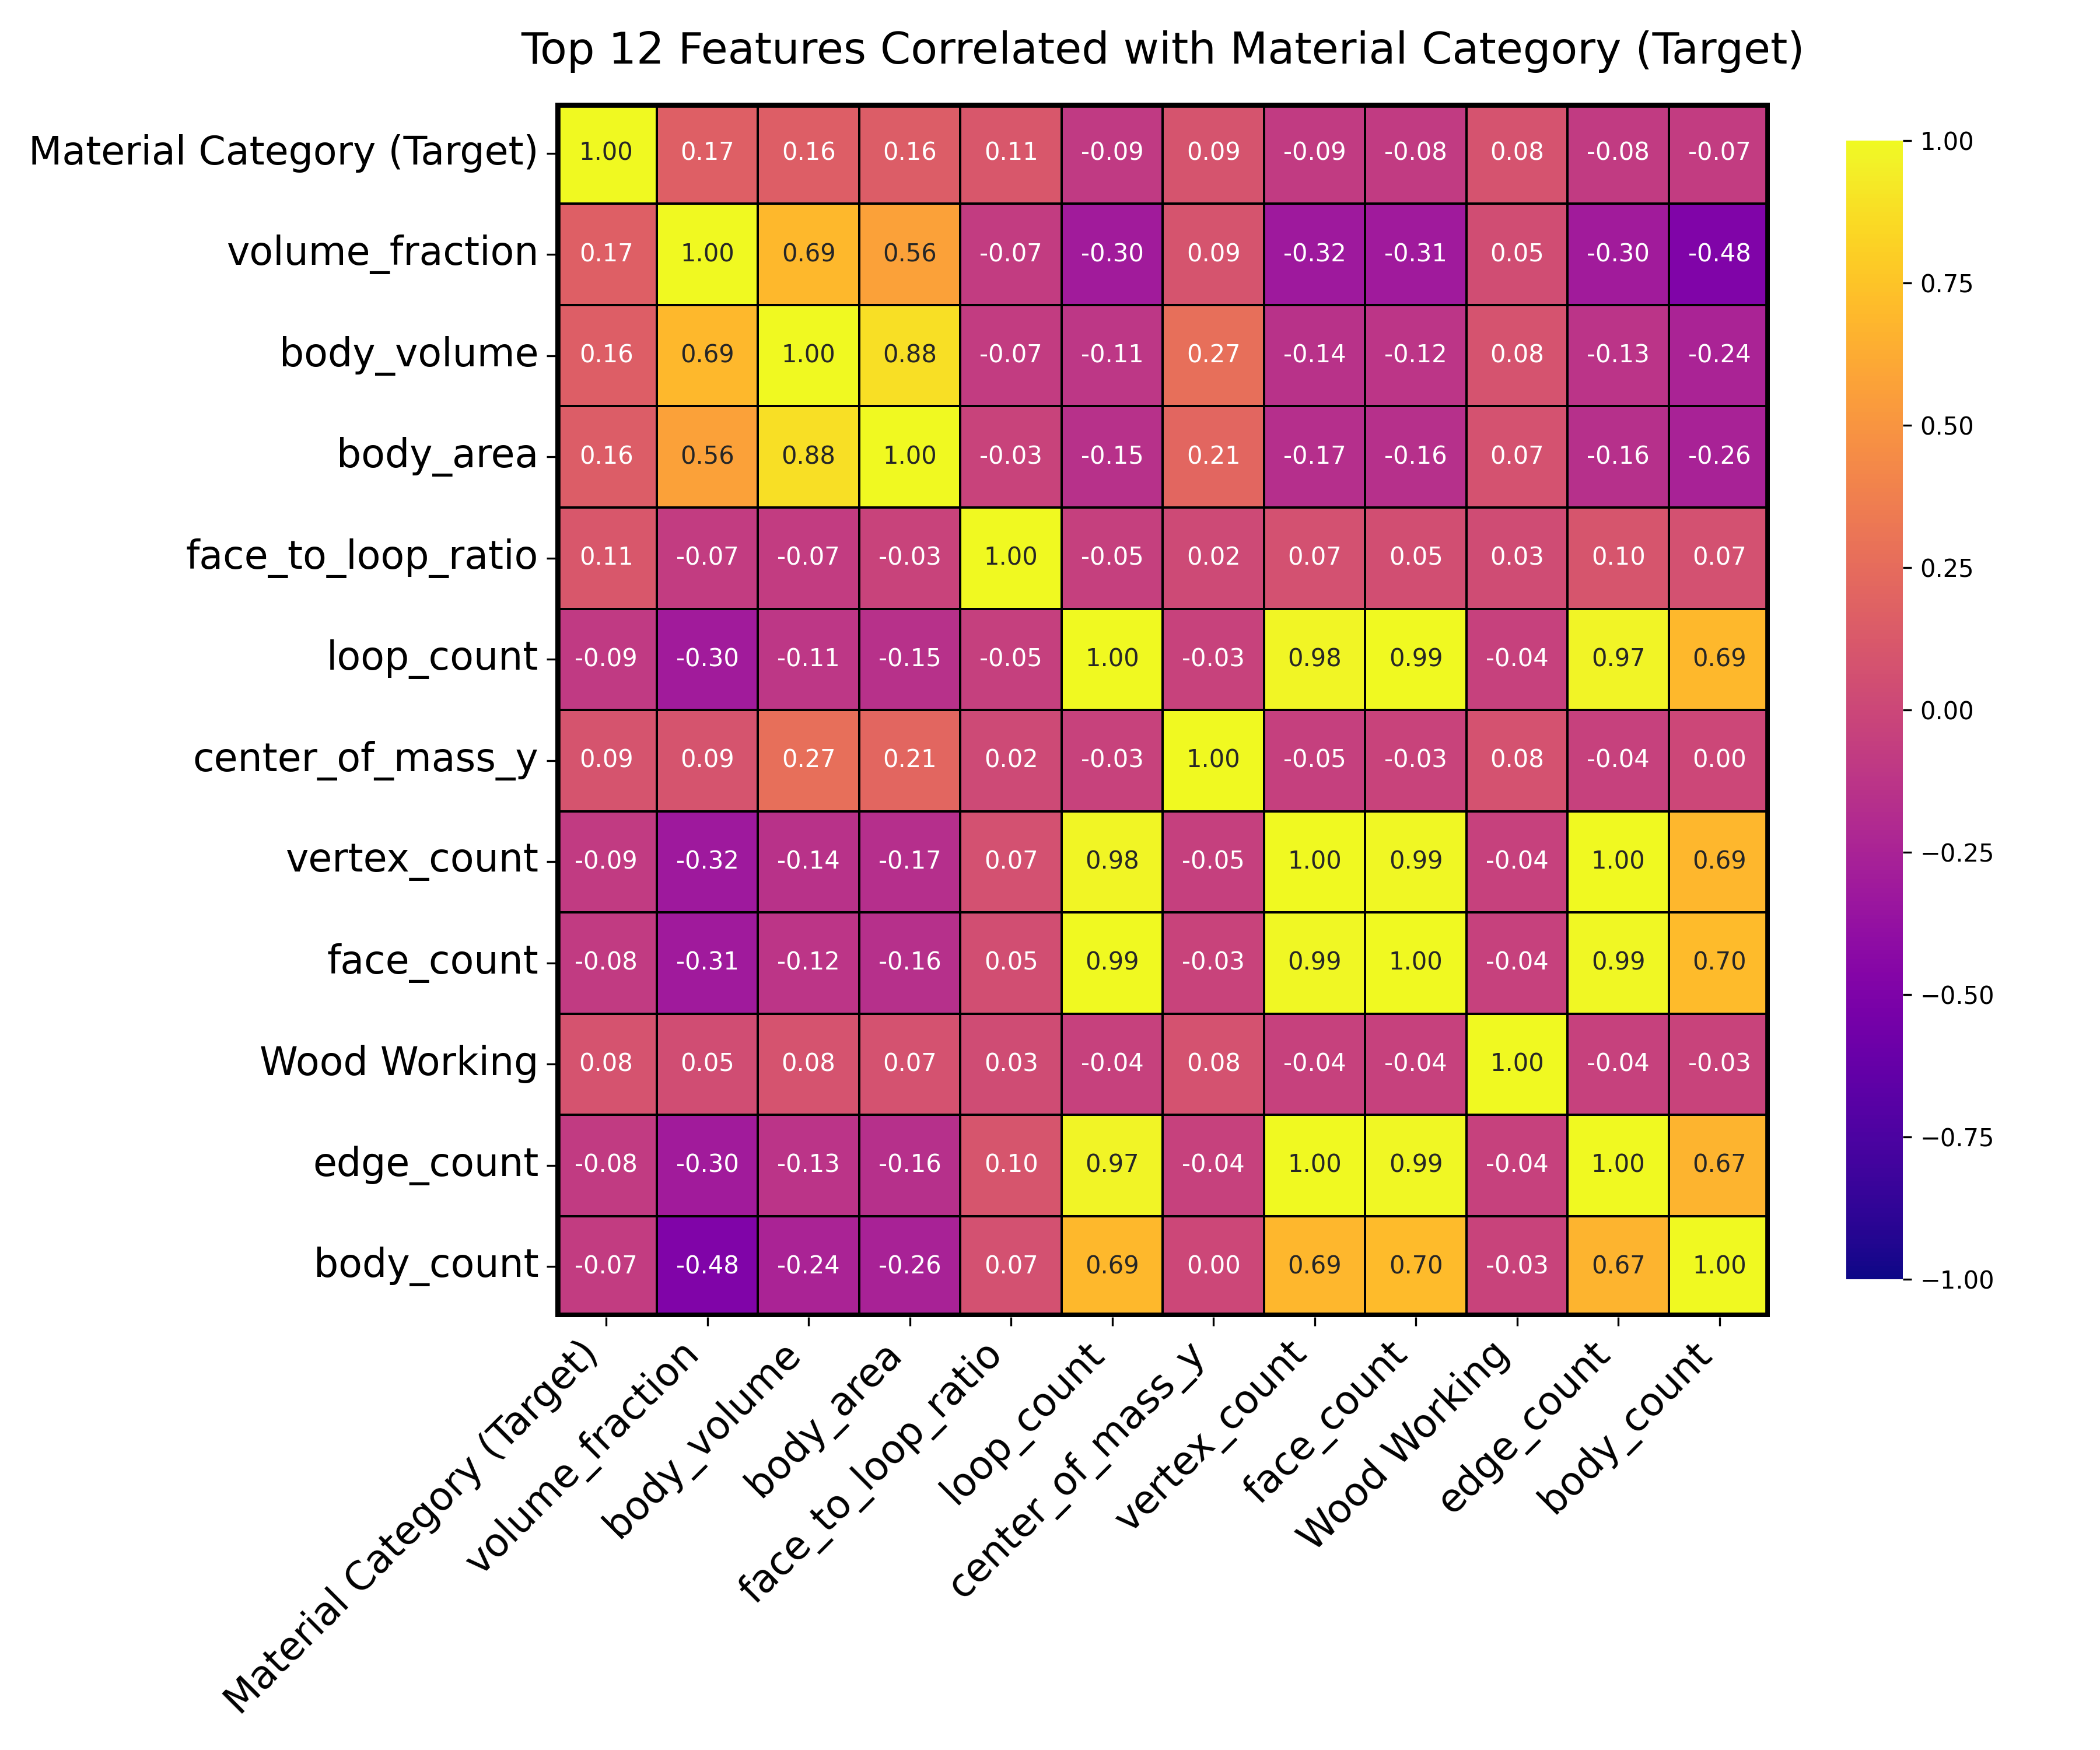 Top 12 Features Correlated with Material Category (Target)
Material Category (Target) 1.00 0.17 0.16 0.16 0.11 -0.09 0.09 -0.09 -0.08 0.08 -0.08 -0.07
volume_fraction 0.17 1.00 0.69 0.56 -0.07 -0.30 0.09 -0.32 -0.31 0.05 -0.30 -0.48
body_volume 0.16 0.69 1.00 0.88 -0.07 -0.11 0.27 -0.14 -0.12 0.08 -0.13 -0.24
body_area 0.16 0.56 0.88 1.00 -0.03 -0.15 0.21 -0.17 -0.16 0.07 -0.16 -0.26
face_to_loop_ratio 0.11 -0.07 -0.07 -0.03 1.00 -0.05 0.02 0.07 0.05 0.03 0.10 0.07
loop_count -0.09 -0.30 -0.11 -0.15 -0.05 1.00 -0.03 0.98 0.99 -0.04 0.97 0.69
center_of_mass_y 0.09 0.09 0.27 0.21 0.02 -0.03 1.00 -0.05 -0.03 0.08 -0.04 0.00
vertex_count -0.09 -0.32 -0.14 -0.17 0.07 0.98 -0.05 1.00 0.99 -0.04 1.00 0.69
face_count -0.08 -0.31 -0.12 -0.16 0.05 0.99 -0.03 0.99 1.00 -0.04 0.99 0.70
Wood Working 0.08 0.05 0.08 0.07 0.03 -0.04 0.08 -0.04 -0.04 1.00 -0.04 -0.03
edge_count -0.08 -0.30 -0.13 -0.16 0.10 0.97 -0.04 1.00 0.99 -0.04 1.00 0.67
body_count -0.07 -0.48 -0.24 -0.26 0.07 0.69 0.00 0.69 0.70 -0.03 0.67 1.00
Material Category (Target)
volume_fraction
body_volume
body_area
face_to_loop_ratio
loop_count
center_of_mass_y
vertex_count
face_count
Wood Working
edge_count
body_count
1.00
0.75
0.50
0.25
0.00
−0.25
−0.50
−0.75
−1.00